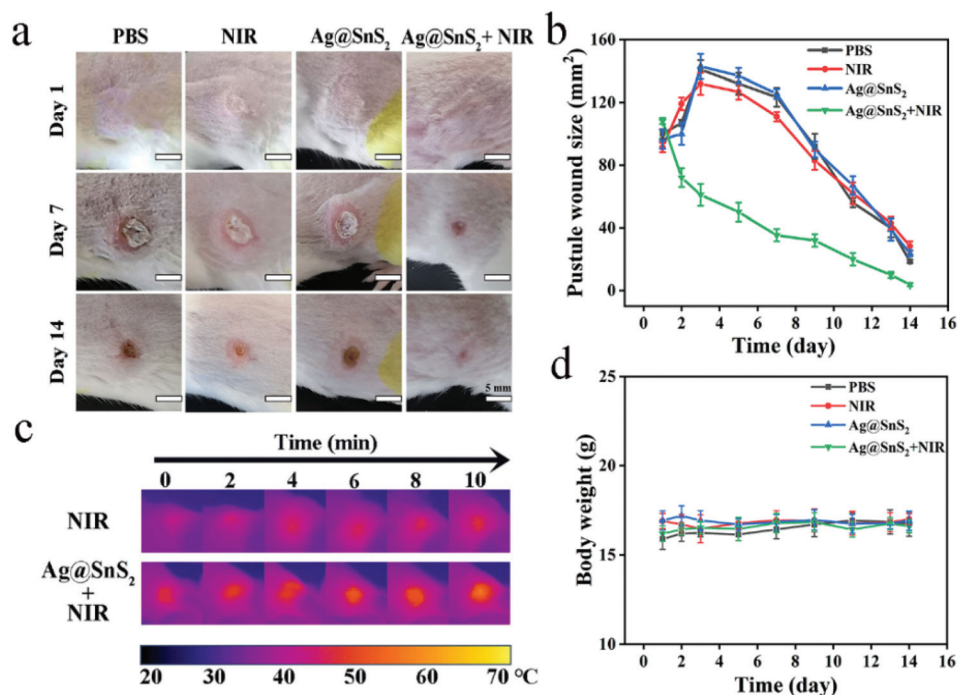 a
PBS NIR Ag@SnS₂ Ag@SnS₂ + NIR
Day 1
Day 7
Day 14
5 mm
b
Pustule wound size (mm²)
160
120
80
40
0
PBS
NIR
Ag@SnS₂
Ag@SnS₂+NIR
0 2 4 6 8 10 12 14 16
Time (day)
c
Time (min)
0 2 4 6 8 10
NIR
Ag@SnS₂
+
NIR
20 30 40 50 60 70 °C
d
Body weight (g)
25
20
15
10
PBS
NIR
Ag@SnS₂
Ag@SnS₂+NIR
0 2 4 6 8 10 12 14 16
Time (day)